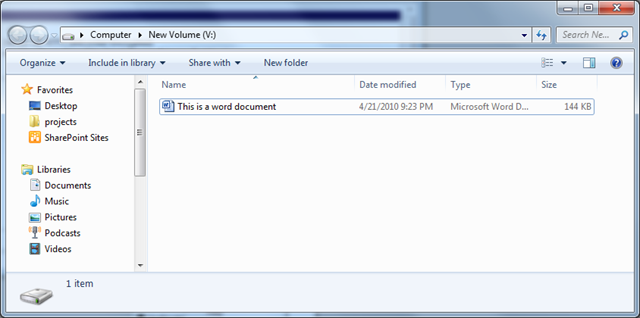 Computer ▸ New Volume (V:)
Search Ne...
Organize ▾ Include in library ▾ Share with ▾ New folder
Name Date modified Type Size
This is a word document 4/21/2010 9:23 PM Microsoft Word D... 144 KB
Favorites
Desktop
projects
SharePoint Sites
Libraries
Documents
Music
Pictures
Podcasts
Videos
1 item